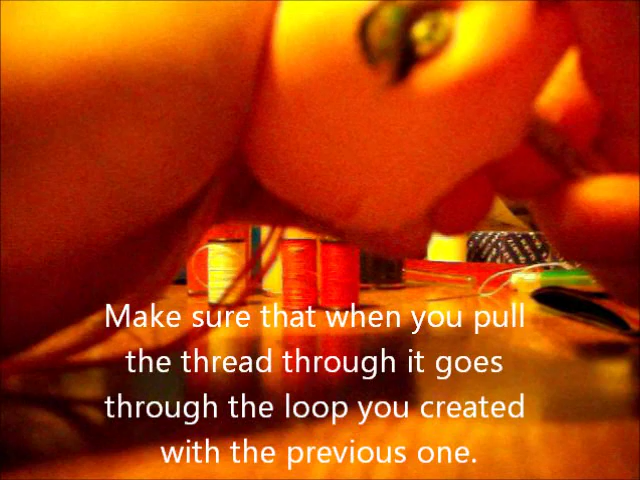 Make sure that when you pull
the thread through it goes
through the loop you created
with the previous one.